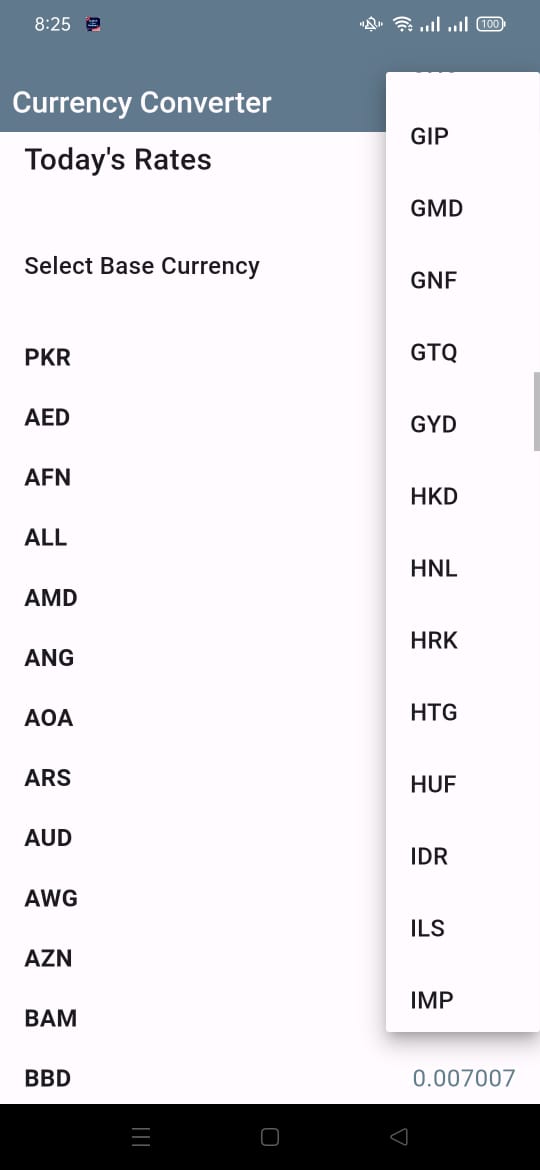 8:25
100
Currency Converter
Today's Rates
Select Base Currency
PKR
AED
AFN
ALL
AMD
ANG
AOA
ARS
AUD
AWG
AZN
BAM
BBD 0.007007
GIP
GMD
GNF
GTQ
GYD
HKD
HNL
HRK
HTG
HUF
IDR
ILS
IMP